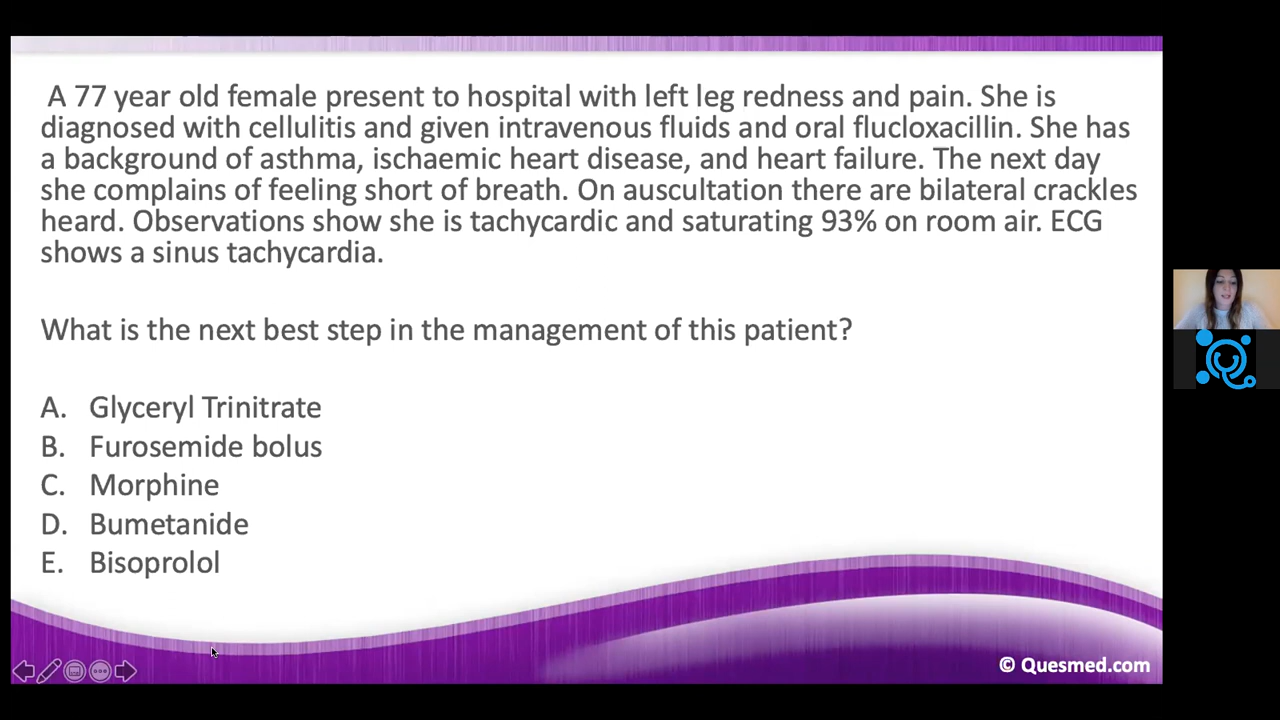 A 77 year old female present to hospital with left leg redness and pain. She is
diagnosed with cellulitis and given intravenous fluids and oral flucloxacillin. She has
a background of asthma, ischaemic heart disease, and heart failure. The next day
she complains of feeling short of breath. On auscultation there are bilateral crackles
heard. Observations show she is tachycardic and saturating 93% on room air. ECG
shows a sinus tachycardia.
What is the next best step in the management of this patient?
A. Glyceryl Trinitrate
B. Furosemide bolus
C. Morphine
D. Bumetanide
E. Bisoprolol
© Quesmed.com